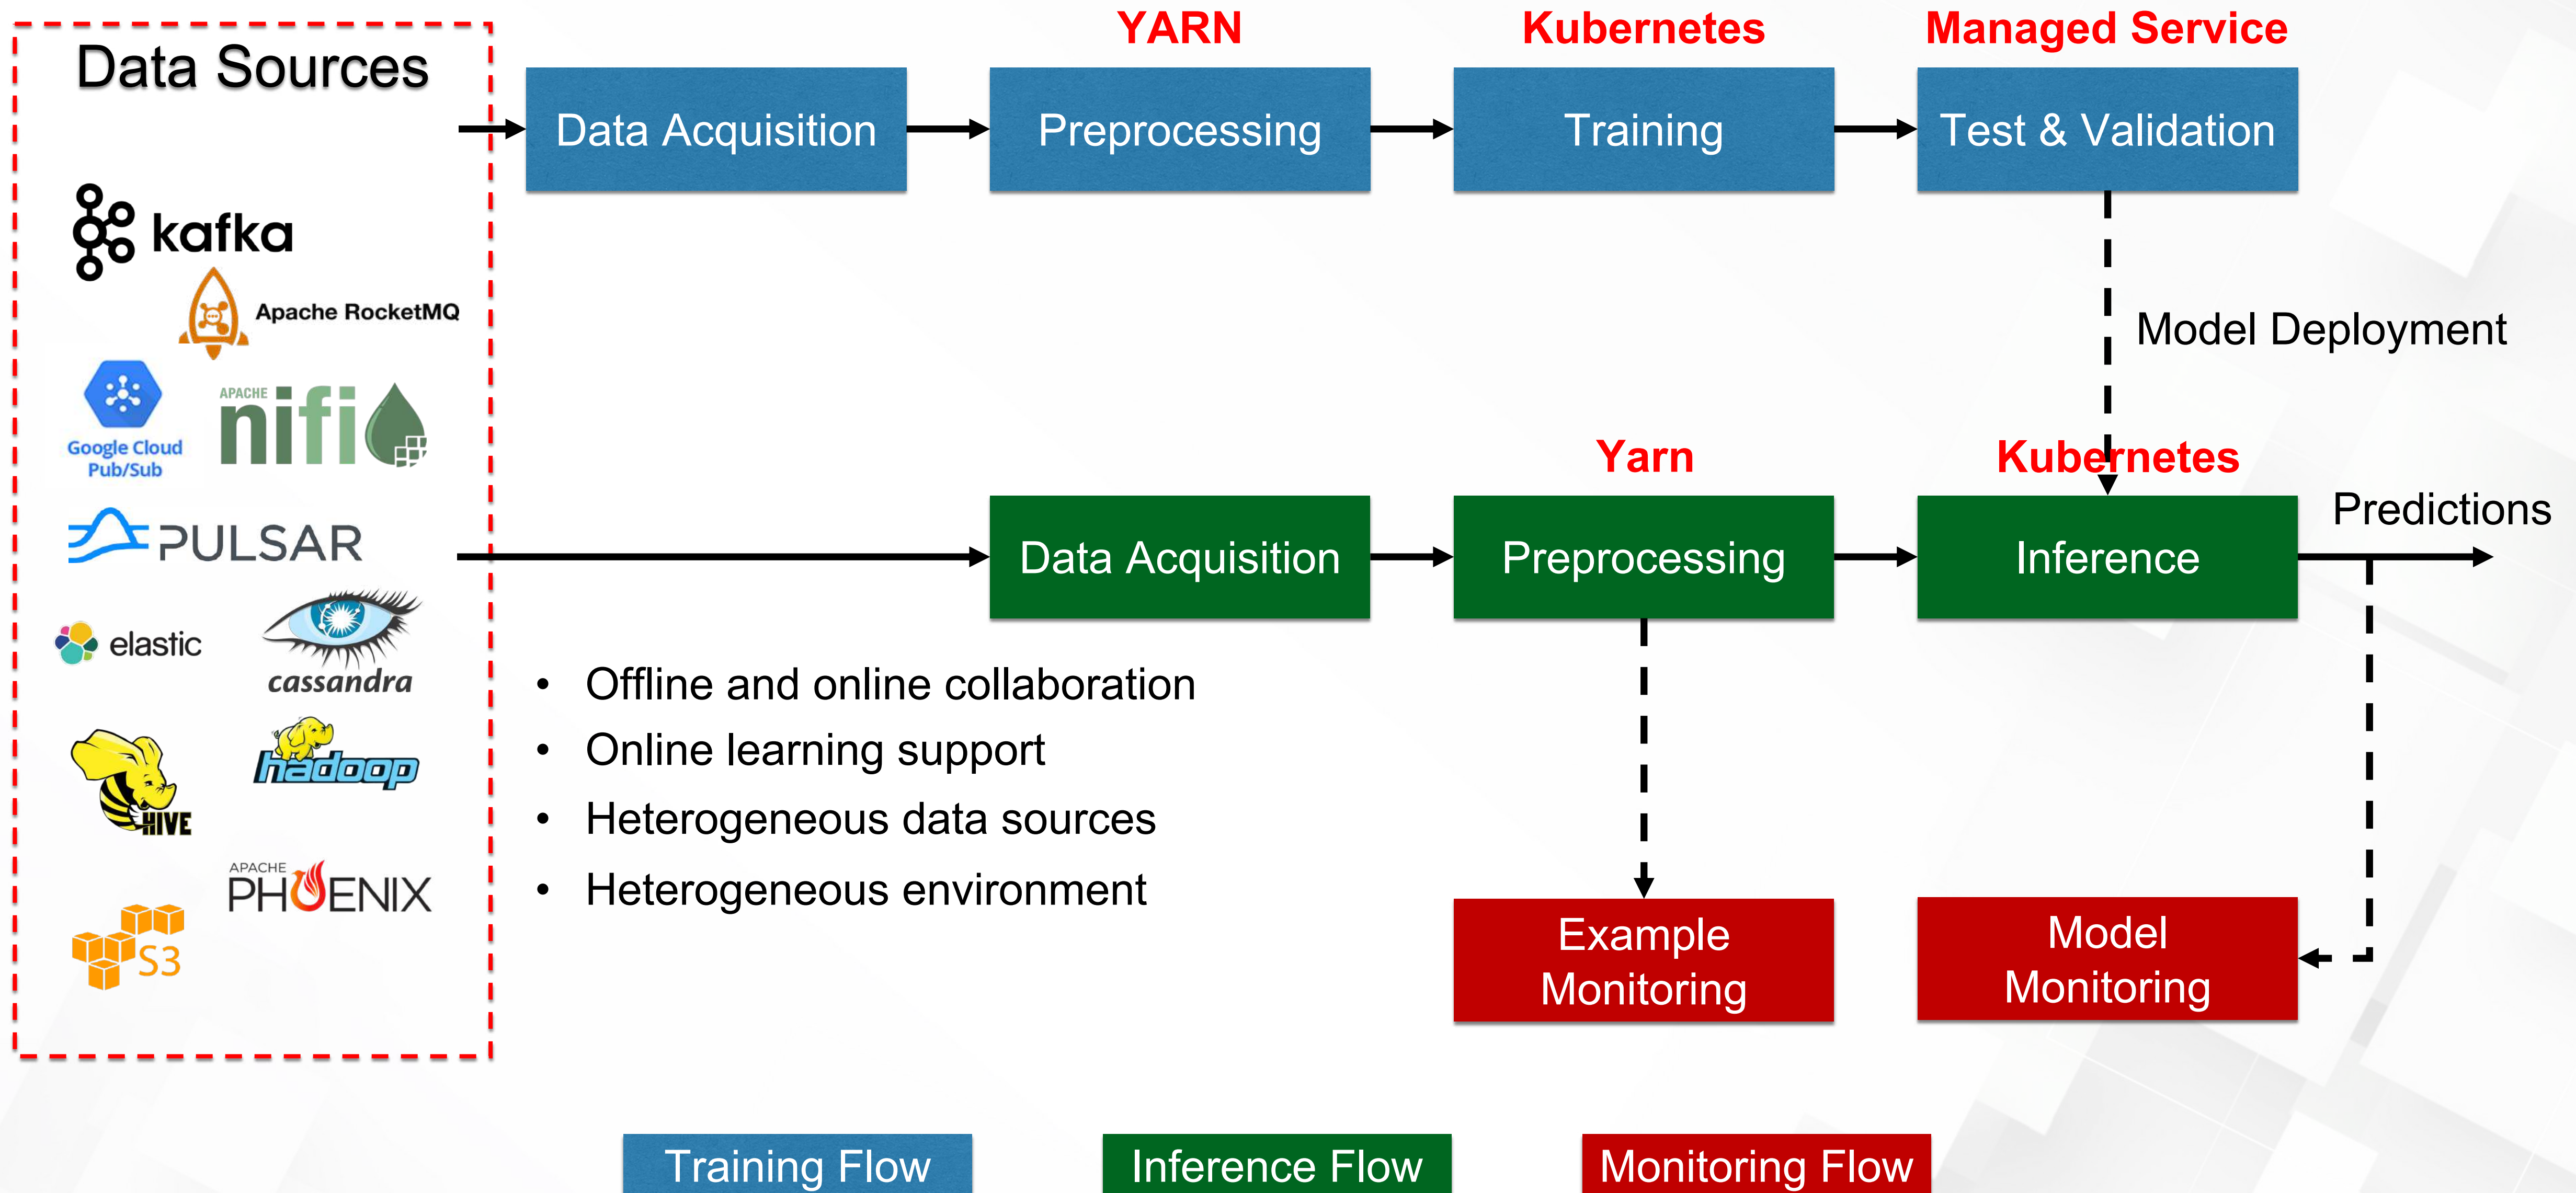 Data Sources
kafka
Apache RocketMQ
Google Cloud
Pub/Sub
APACHE
nifi
PULSAR
elastic
cassandra
HIVE
hadoop
APACHE
PHOENIX
S3
YARN
Kubernetes
Managed Service
Data Acquisition
Preprocessing
Training
Test & Validation
Model Deployment
Yarn
Kubernetes
Predictions
Data Acquisition
Preprocessing
Inference
• Offline and online collaboration
• Online learning support
• Heterogeneous data sources
• Heterogeneous environment
Example
Monitoring
Model
Monitoring
Training Flow
Inference Flow
Monitoring Flow